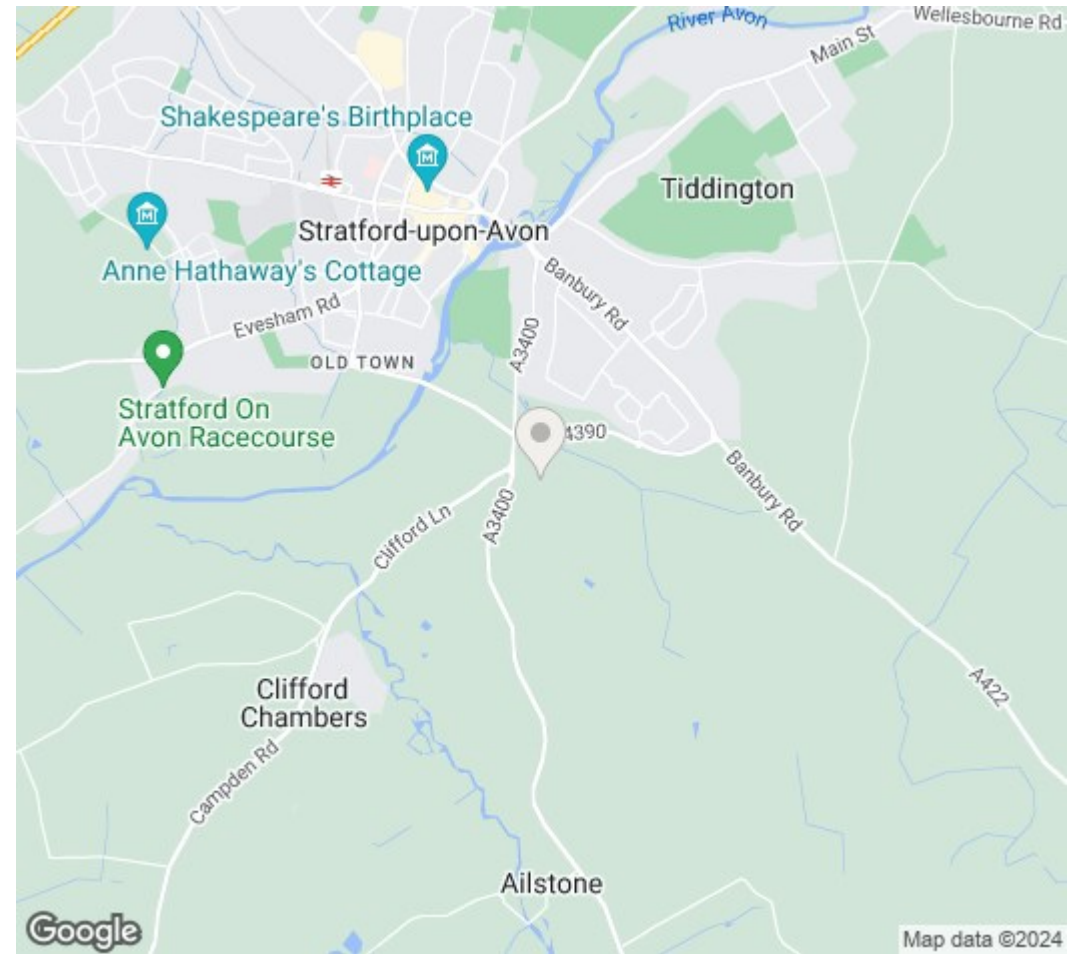 River Avon
Wellesbourne Rd
Main St
Shakespeare's Birthplace
Tiddington
Stratford-upon-Avon
Anne Hathaway's Cottage
Banbury Rd
Evesham Rd
A3400
OLD TOWN
Stratford On
Avon Racecourse
4390
Banbury Rd
A3400
Clifford Ln
A422
Clifford
Chambers
Campden Rd
Ailstone
Google
Map data ©2024